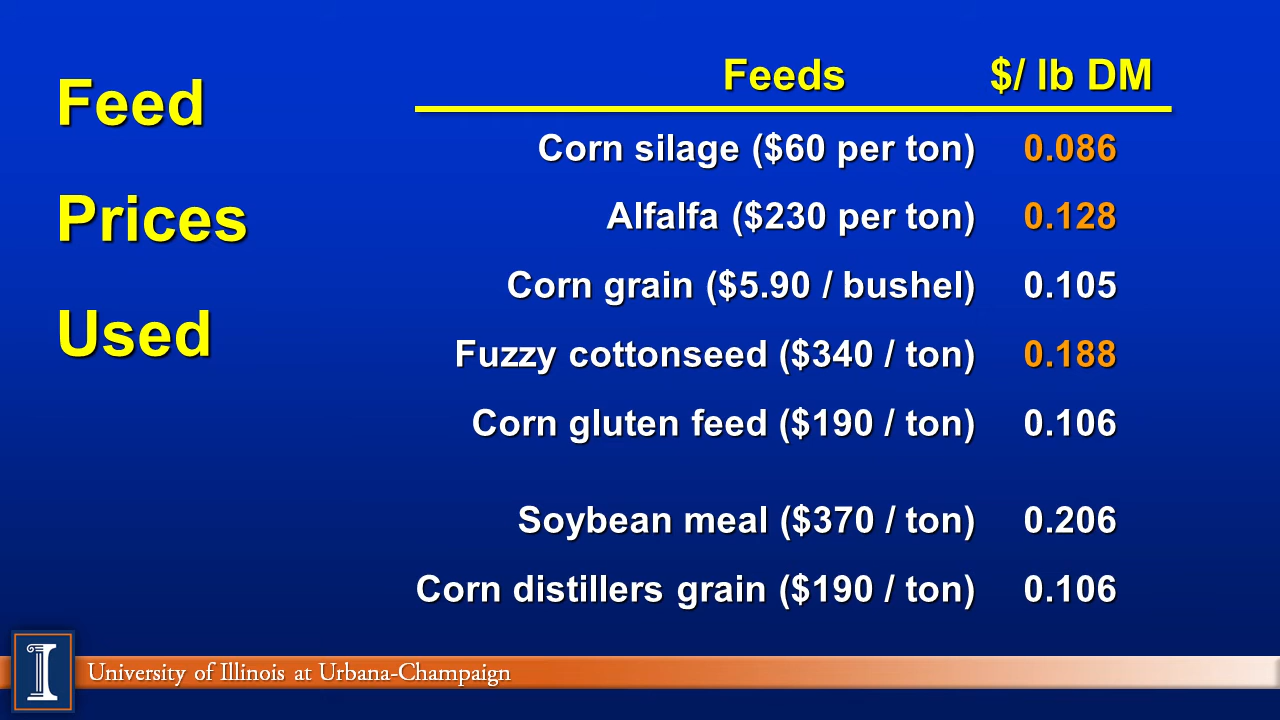 Feed
Prices
Used
Feeds $/ lb DM
Corn silage ($60 per ton) 0.086
Alfalfa ($230 per ton) 0.128
Corn grain ($5.90 / bushel) 0.105
Fuzzy cottonseed ($340 / ton) 0.188
Corn gluten feed ($190 / ton) 0.106
Soybean meal ($370 / ton) 0.206
Corn distillers grain ($190 / ton) 0.106
I
University of Illinois at Urbana-Champaign